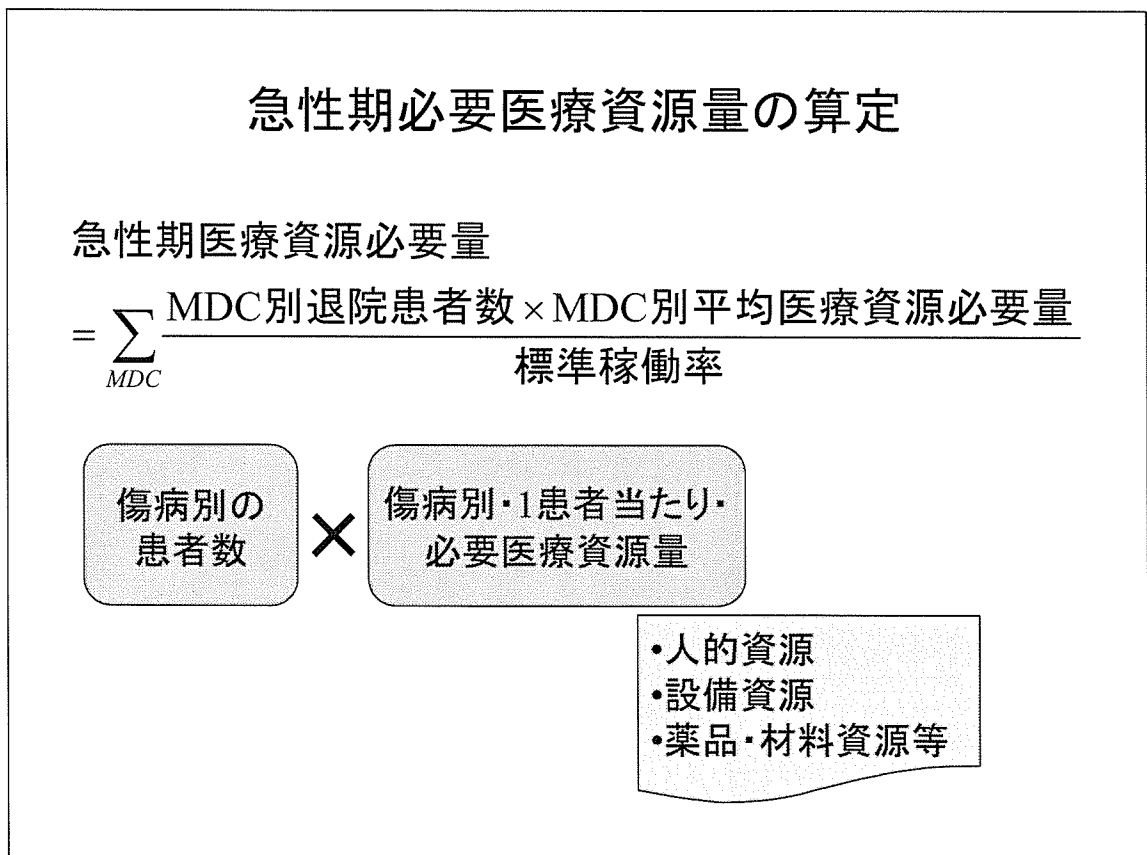 急性期必要医療資源量の算定
急性期医療資源必要量
= ∑ MDC別退院患者数×MDC別平均医療資源必要量
MDC
標準稼働率
傷病別の
患者数
×
傷病別・1患者当たり・
必要医療資源量
•人的資源
•設備資源
•薬品・材料資源等